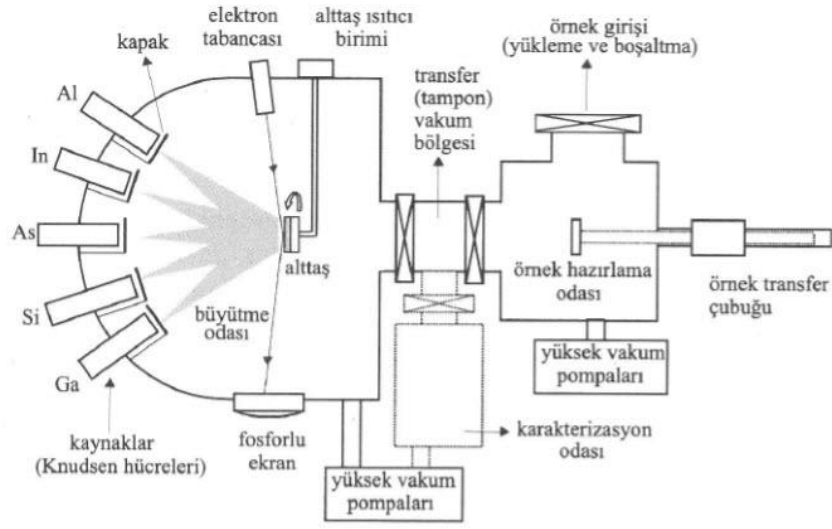 elektron
tabancası
alttaş ısıtıcı
birimi
örnek girişi
(yükleme ve boşaltma)
kapak
transfer
(tampon)
vakum
bölgesi
Al
In
As
Si
Ga
alttaş
büyütme
odası
örnek hazırlama
odası
örnek transfer
çubuğu
yüksek vakum
pompaları
kaynaklar
(Knudsen hücreleri)
fosforlu
ekran
karakterizasyon
odası
yüksek vakum
pompaları